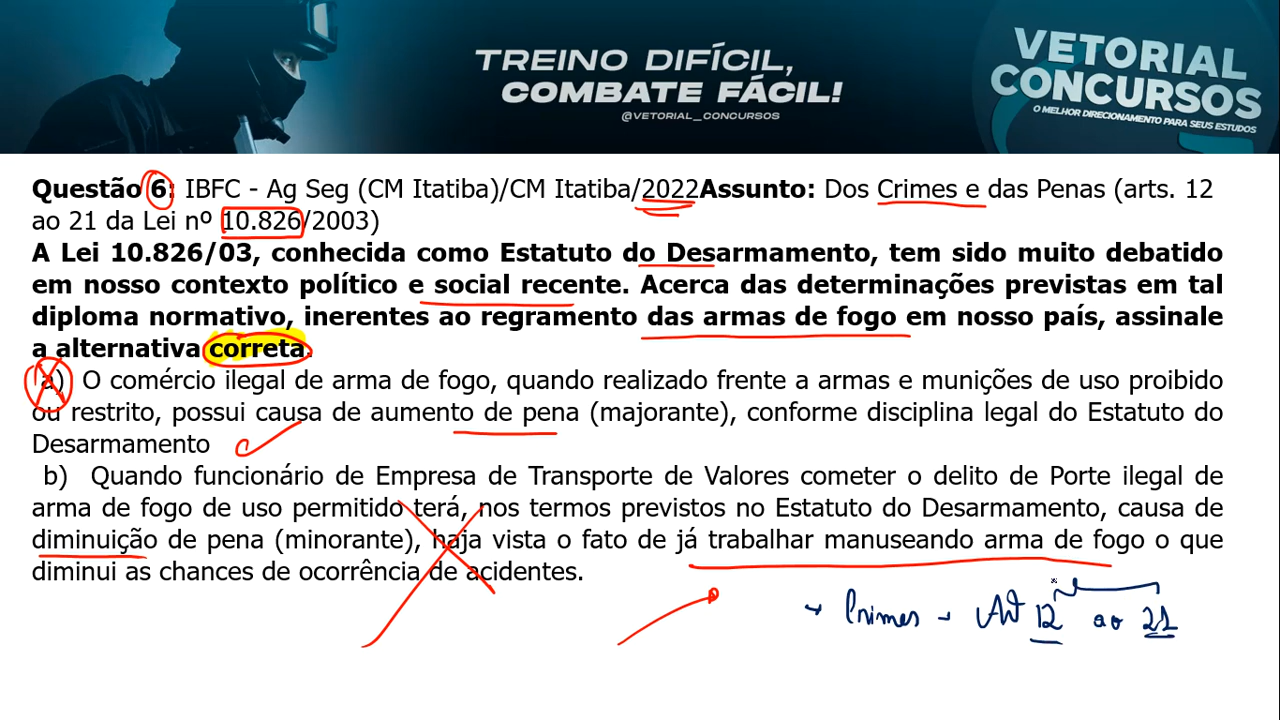 TREINO DIFÍCIL,
COMBATE FÁCIL!
@VETORIAL_CONCURSOS
VETORIAL
CONCURSOS
O MELHOR DIRECIONAMENTO PARA SEUS ESTUDOS
Questão 6: IBFC - Ag Seg (CM Itatiba)/CM Itatiba/2022Assunto: Dos Crimes e das Penas (arts. 12
ao 21 da Lei nº 10.826/2003)
A Lei 10.826/03, conhecida como Estatuto do Desarmamento, tem sido muito debatido
em nosso contexto político e social recente. Acerca das determinações previstas em tal
diploma normativo, inerentes ao regramento das armas de fogo em nosso país, assinale
a alternativa correta.
a) O comércio ilegal de arma de fogo, quando realizado frente a armas e munições de uso proibido
ou restrito, possui causa de aumento de pena (majorante), conforme disciplina legal do Estatuto do
Desarmamento
b) Quando funcionário de Empresa de Transporte de Valores cometer o delito de Porte ilegal de
arma de fogo de uso permitido terá, nos termos previstos no Estatuto do Desarmamento, causa de
diminuição de pena (minorante), haja vista o fato de já trabalhar manuseando arma de fogo o que
diminui as chances de ocorrência de acidentes.
→ Crimes → Art 12 ao 21